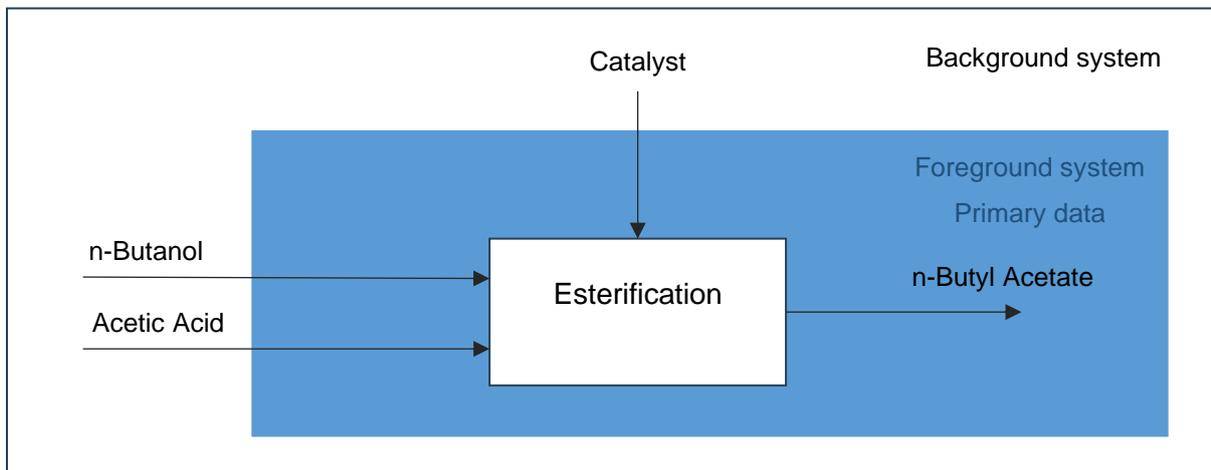 Catalyst
Background system
Foreground system
Primary data
n-Butanol
Acetic Acid
Esterification
n-Butyl Acetate